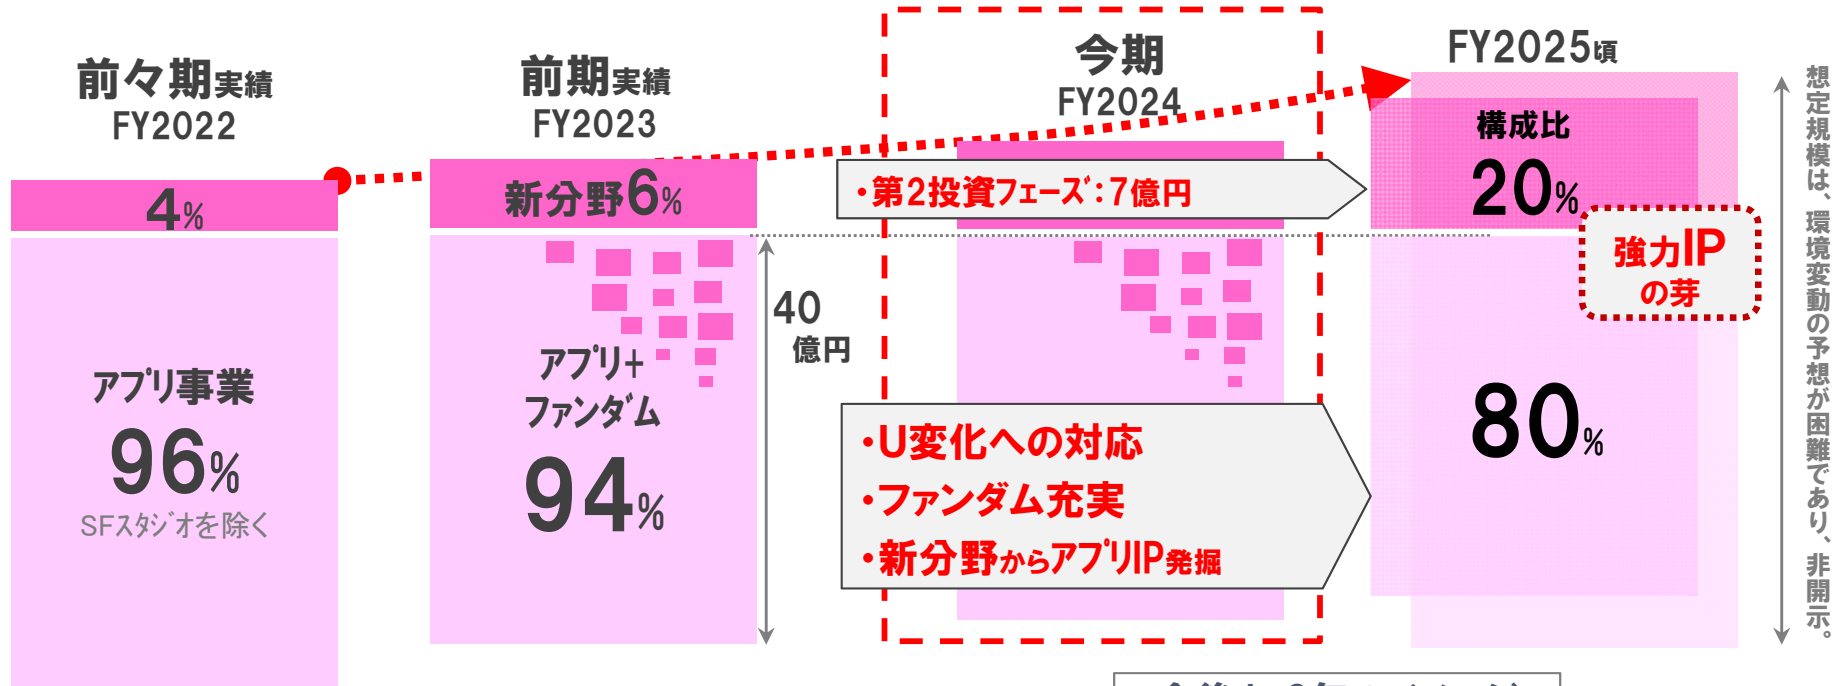 前々期実績
FY2022
4%
アプリ事業
96%
SFスタジオを除く
前期実績
FY2023
新分野6%
アプリ+
ファンダム
94%
40
億円
今期
FY2024
・第2投資フェーズ：7億円
・U変化への対応
・ファンダム充実
・新分野からアプリIP発掘
FY2025頃
構成比
20%
強力IP
の芽
80%
想定規模は、環境変動の予想が困難であり、非開示。